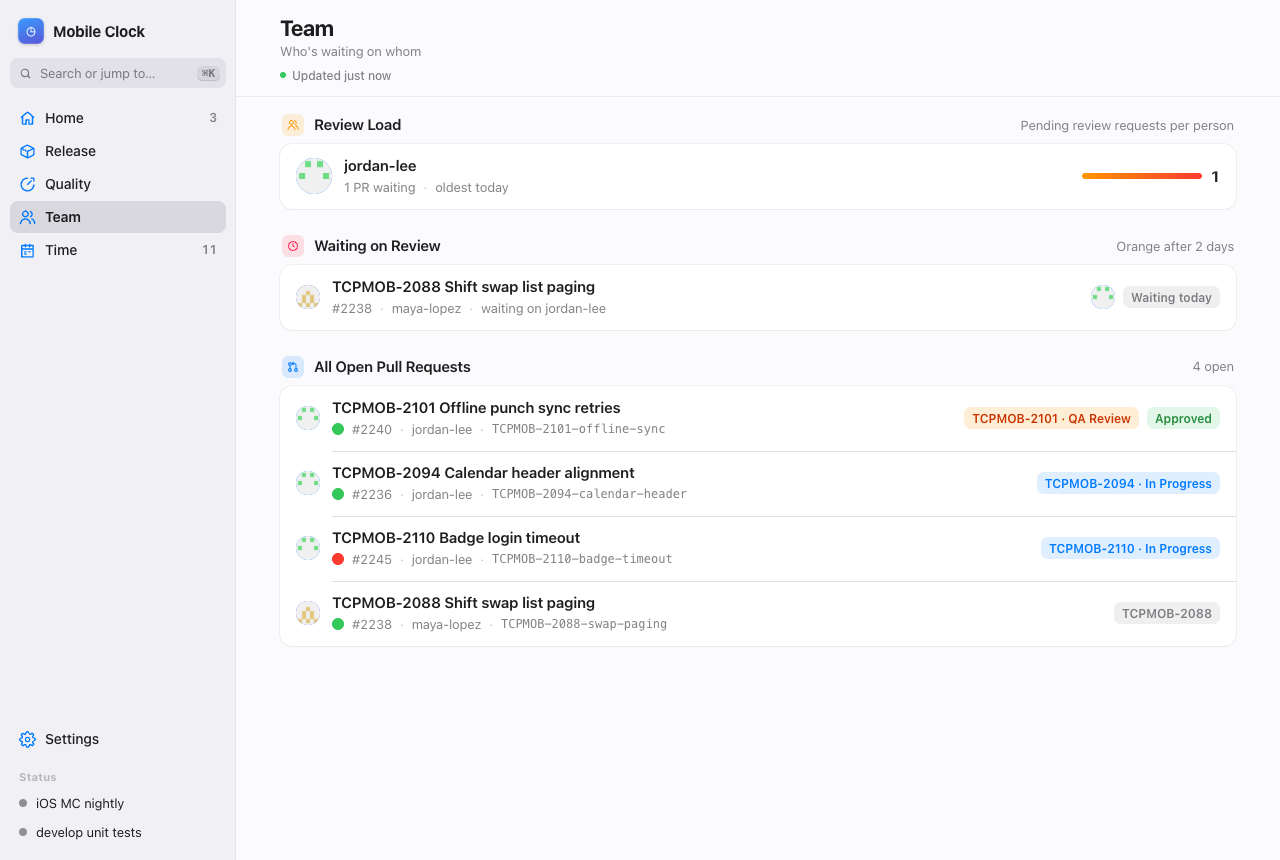 Mobile Clock
Search or jump to... ⌘K
Home 3
Release
Quality
Team
Time 11
Settings
Status
iOS MC nightly
develop unit tests
Team
Who's waiting on whom
Updated just now
Review Load Pending review requests per person
jordan-lee
1 PR waiting · oldest today 1
Waiting on Review Orange after 2 days
TCPMOB-2088 Shift swap list paging
#2238 · maya-lopez · waiting on jordan-lee Waiting today
All Open Pull Requests 4 open
TCPMOB-2101 Offline punch sync retries
#2240 · jordan-lee · TCPMOB-2101-offline-sync TCPMOB-2101 · QA Review Approved
TCPMOB-2094 Calendar header alignment
#2236 · jordan-lee · TCPMOB-2094-calendar-header TCPMOB-2094 · In Progress
TCPMOB-2110 Badge login timeout
#2245 · jordan-lee · TCPMOB-2110-badge-timeout TCPMOB-2110 · In Progress
TCPMOB-2088 Shift swap list paging
#2238 · maya-lopez · TCPMOB-2088-swap-paging TCPMOB-2088